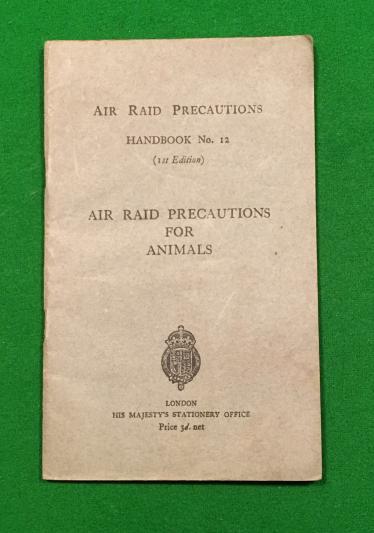 AIR RAID PRECAUTIONS
HANDBOOK No. 12
(1st Edition)
AIR RAID PRECAUTIONS
FOR
ANIMALS
LONDON
HIS MAJESTY'S STATIONERY OFFICE
Price 3d. net